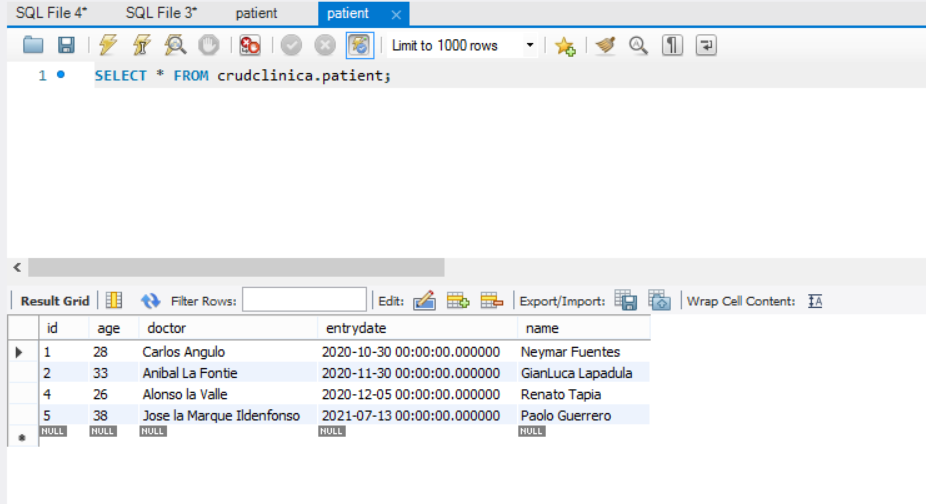 SQL File 4* SQL File 3* patient patient
Limit to 1000 rows
1 SELECT * FROM crudclinica.patient;
Result Grid Filter Rows: Edit: Export/Import: Wrap Cell Content: IA
id age doctor entrydate name
1 28 Carlos Angulo 2020-10-30 00:00:00.000000 Neymar Fuentes
2 33 Anibal La Fontie 2020-11-30 00:00:00.000000 GianLuca Lapadula
4 26 Alonso la Valle 2020-12-05 00:00:00.000000 Renato Tapia
5 38 Jose la Marque Ildenfonso 2021-07-13 00:00:00.000000 Paolo Guerrero
NULL NULL NULL NULL NULL